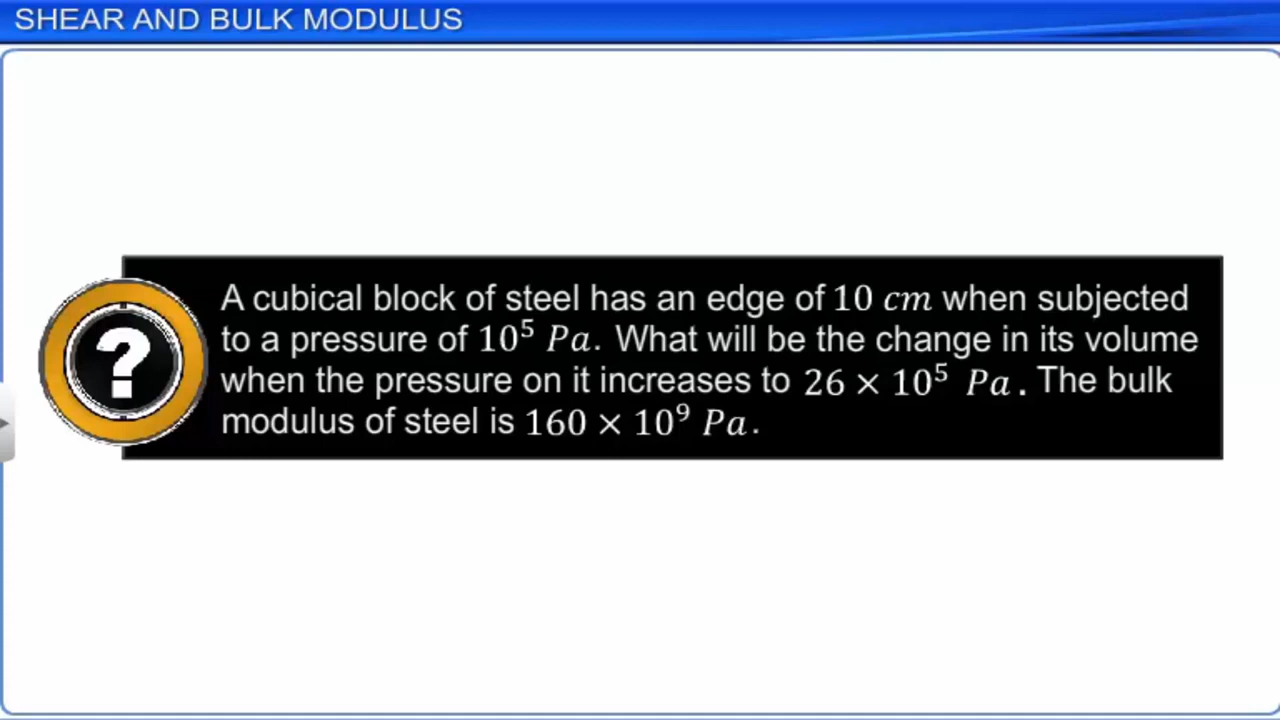 SHEAR AND BULK MODULUS
?
A cubical block of steel has an edge of 10 cm when subjected
to a pressure of 10⁵ Pa. What will be the change in its volume
when the pressure on it increases to 26 × 10⁵ Pa. The bulk
modulus of steel is 160 × 10⁹ Pa.